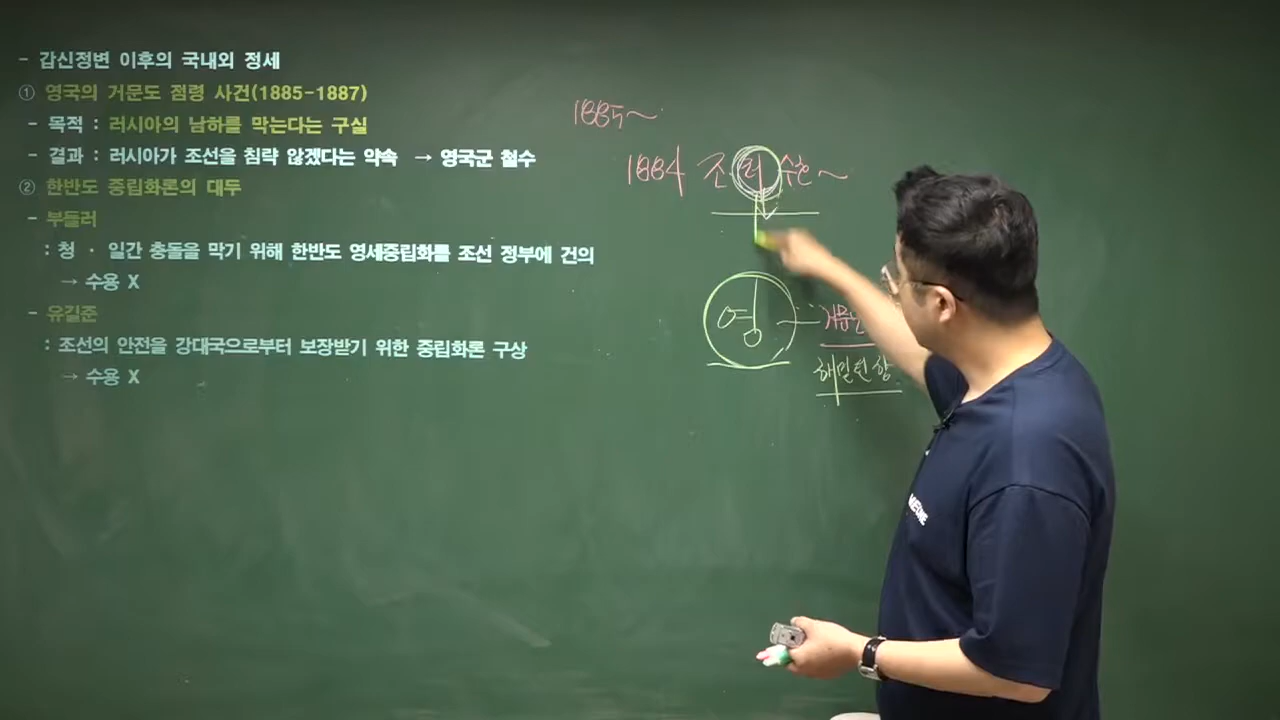 - 갑신정변 이후의 국내외 정세
① 영국의 거문도 점령 사건(1885-1887)
- 목적 : 러시아의 남하를 막는다는 구실
- 결과 : 러시아가 조선을 침략 않겠다는 약속 → 영국군 철수
② 한반도 중립화론의 대두
- 부들러
: 청 · 일간 충돌을 막기 위해 한반도 영세중립화를 조선 정부에 건의
→ 수용 X
- 유길준
: 조선의 안전을 강대국으로부터 보장받기 위한 중립화론 구상
→ 수용 X
1885~
1884 조.러 수호~
영
해밀턴 항